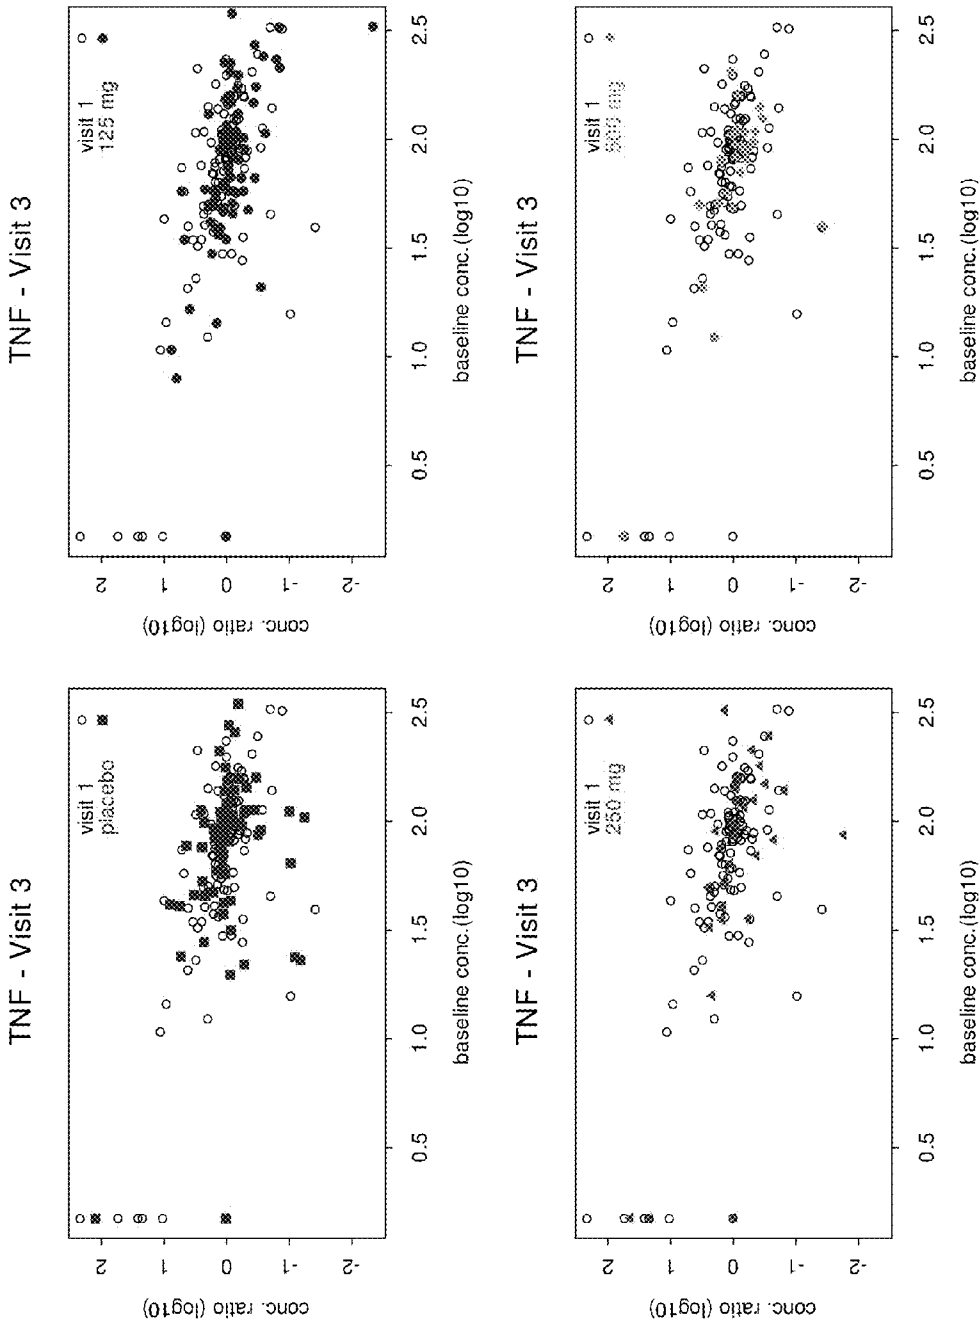 TNF - Visit 3
visit 1
placebo
conc. ratio (log10)
2
1
0
-1
-2
0.5 1.0 1.5 2.0 2.5
baseline conc.(log10)
TNF - Visit 3
visit 1
125 mg
conc. ratio (log10)
2
1
0
-1
-2
0.5 1.0 1.5 2.0 2.5
baseline conc.(log10)
TNF - Visit 3
visit 1
250 mg
conc. ratio (log10)
2
1
0
-1
-2
0.5 1.0 1.5 2.0 2.5
baseline conc.(log10)
TNF - Visit 3
visit 1
mg
conc. ratio (log10)
2
1
0
-1
-2
0.5 1.0 1.5 2.0 2.5
baseline conc.(log10)